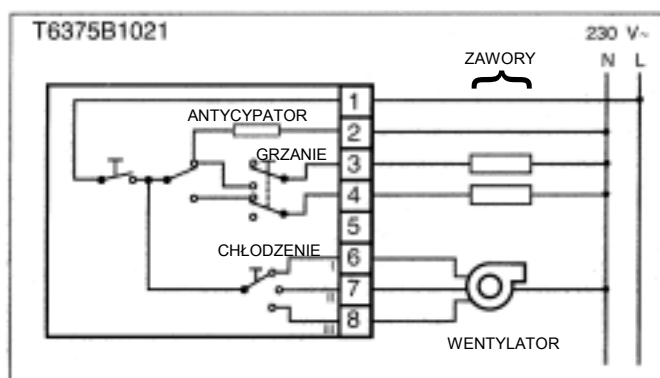 T6375B1021
230 V~
ZAWORY
N L
1
ANTYCYPATOR
2
GRZANIE
3
4
5
CHŁODZENIE
6
I
7
II
8
III
WENTYLATOR